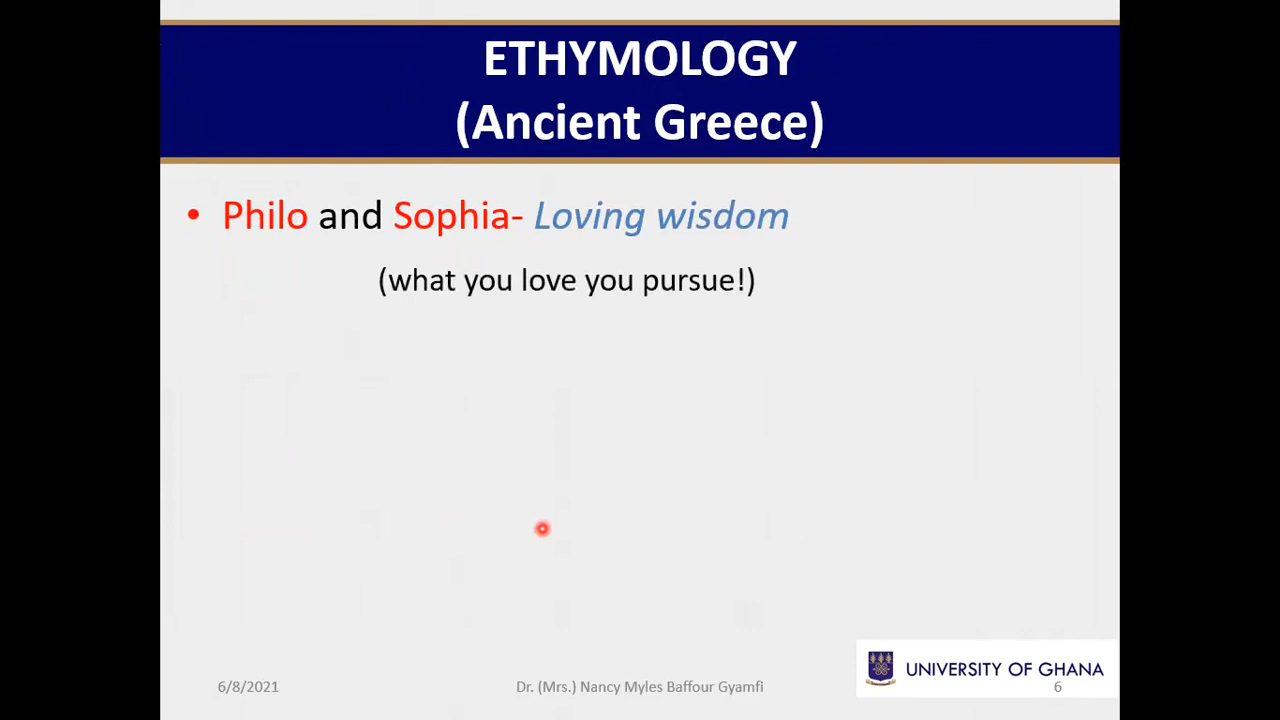 ETHYMOLOGY
(Ancient Greece)
• Philo and Sophia- Loving wisdom
(what you love you pursue!)
UNIVERSITY OF GHANA
6/8/2021
Dr. (Mrs.) Nancy Myles Baffour Gyamfi
6